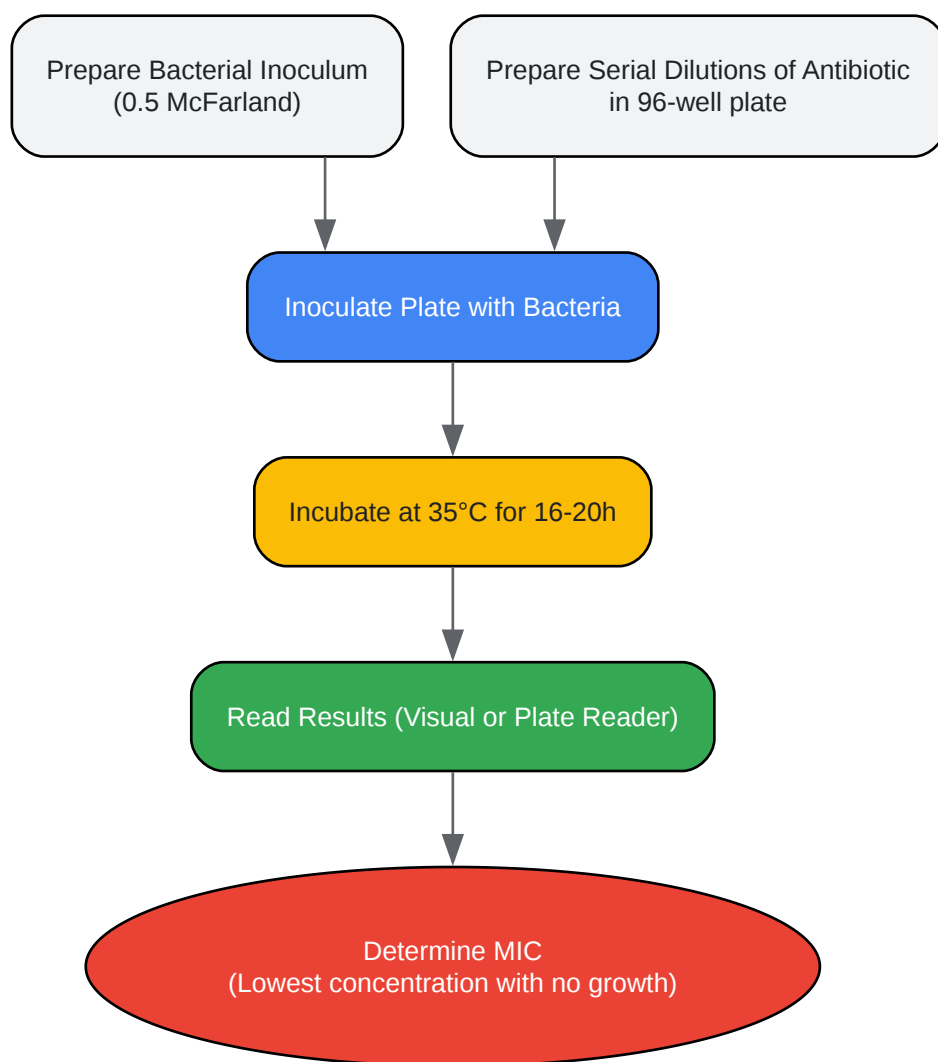 Prepare Bacterial Inoculum
(0.5 McFarland)
Prepare Serial Dilutions of Antibiotic
in 96-well plate
Inoculate Plate with Bacteria
Incubate at 35°C for 16-20h
Read Results (Visual or Plate Reader)
Determine MIC
(Lowest concentration with no growth)